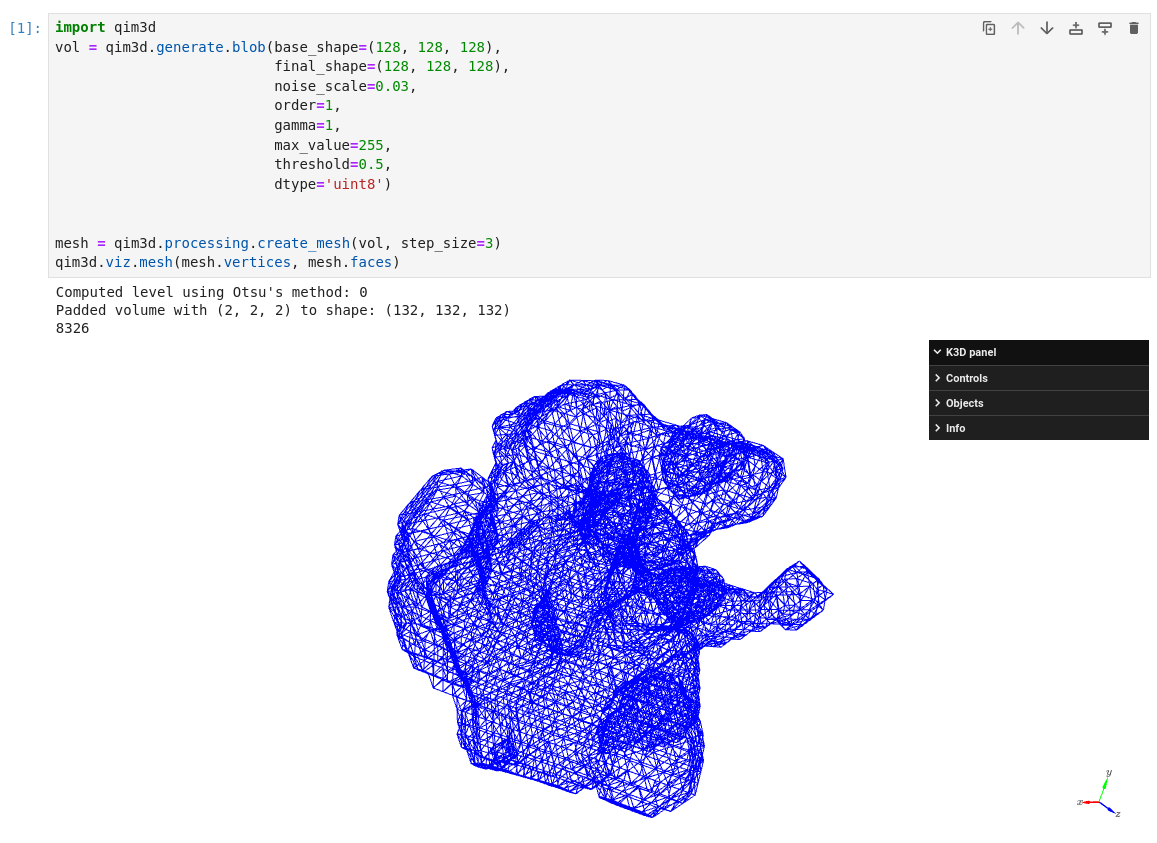 [1]: import qim3d
vol = qim3d.generate.blob(base_shape=(128, 128, 128),
final_shape=(128, 128, 128),
noise_scale=0.03,
order=1,
gamma=1,
max_value=255,
threshold=0.5,
dtype='uint8')
mesh = qim3d.processing.create_mesh(vol, step_size=3)
qim3d.viz.mesh(mesh.vertices, mesh.faces)
Computed level using Otsu's method: 0
Padded volume with (2, 2, 2) to shape: (132, 132, 132)
8326
K3D panel
Controls
Objects
Info
y
x
z